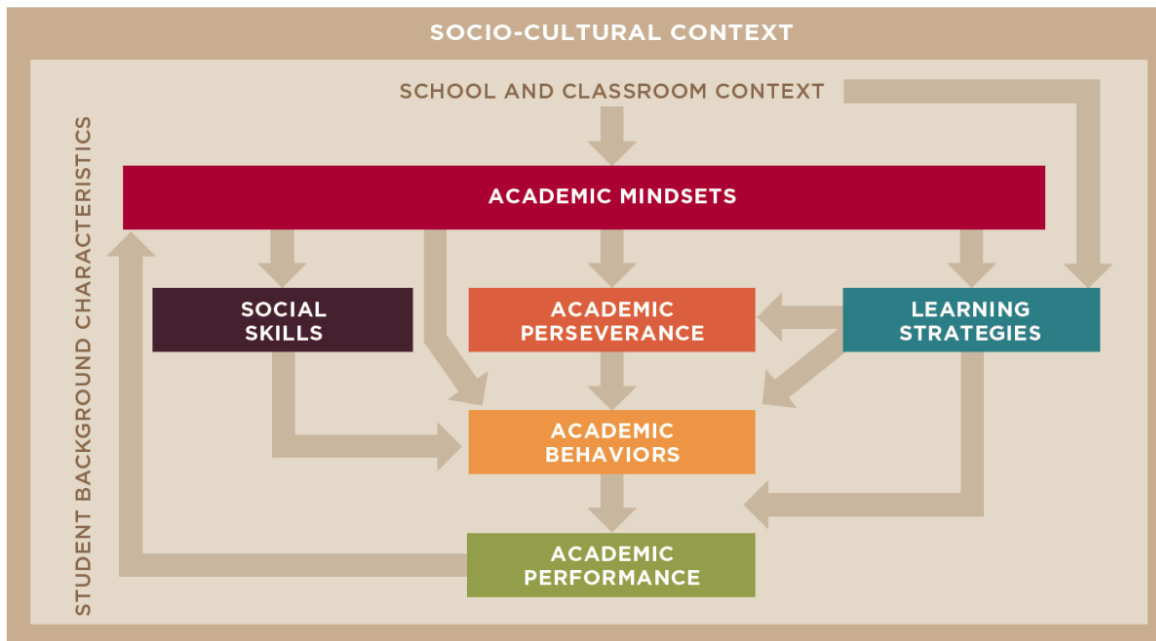 SOCIO-CULTURAL CONTEXT
SCHOOL AND CLASSROOM CONTEXT
STUDENT BACKGROUND CHARACTERISTICS
ACADEMIC MINDSETS
SOCIAL
SKILLS
ACADEMIC
PERSEVERANCE
LEARNING
STRATEGIES
ACADEMIC
BEHAVIORS
ACADEMIC
PERFORMANCE